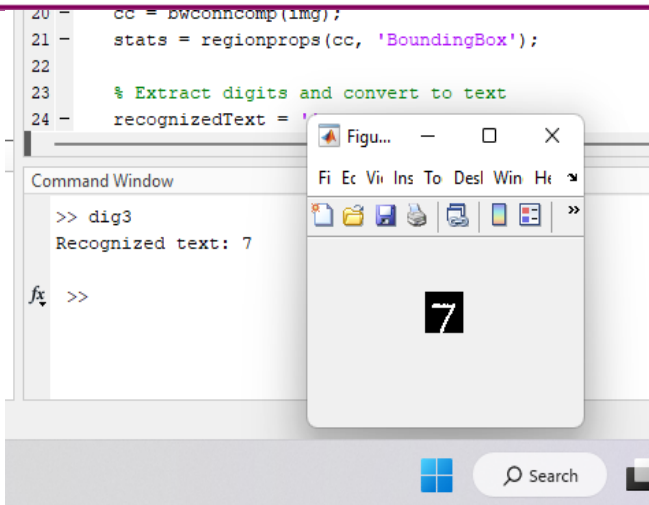 20 - cc = bwconncomp(img);
21 - stats = regionprops(cc, 'BoundingBox');
22
23 % Extract digits and convert to text
24 - recognizedText = '
Figu...
Fi Ec Vi Ins To Desl Win He
»
Command Window
>> dig3
Recognized text: 7
fx >>
7
Search